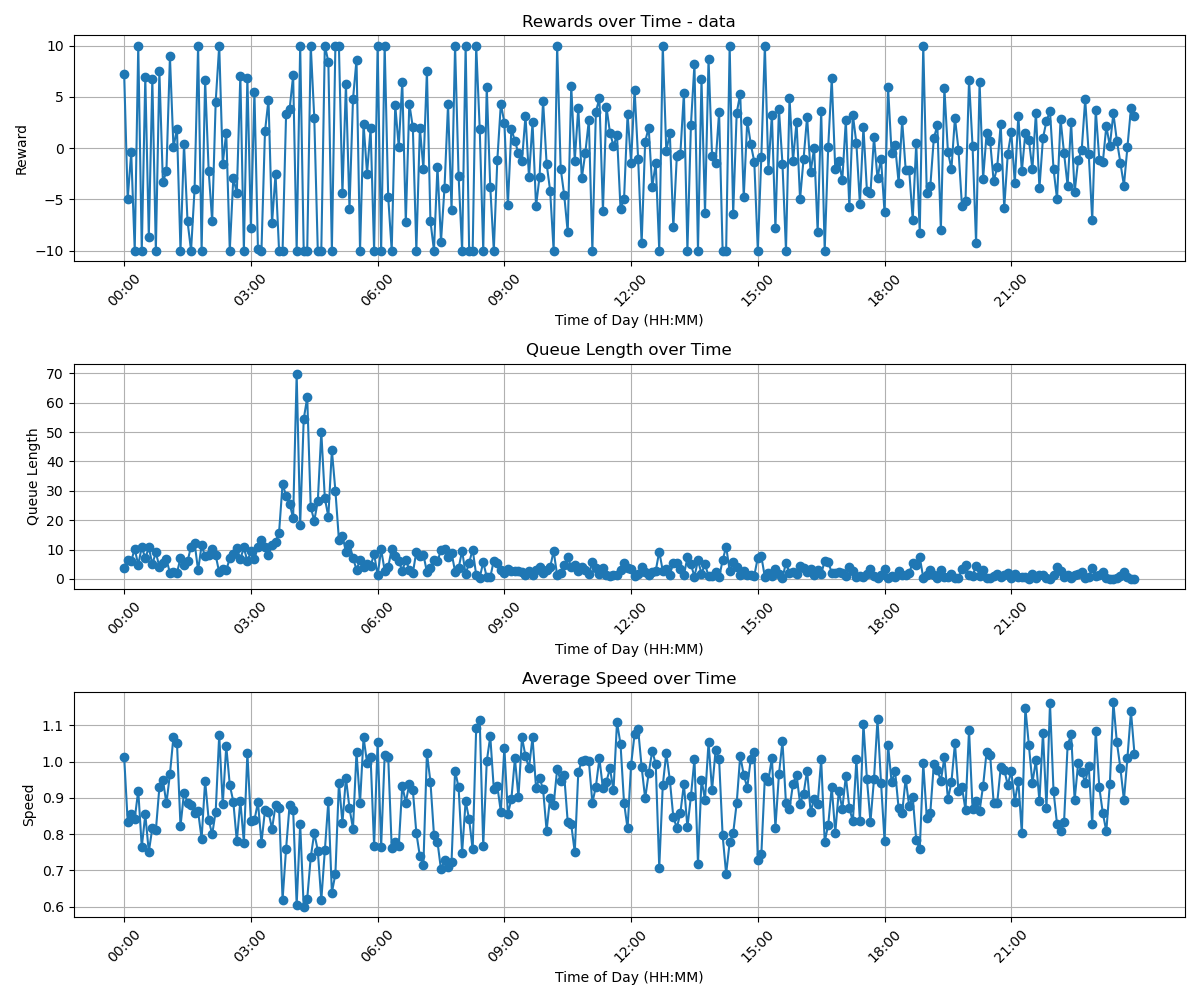 Rewards over Time - data
10
5
0
−5
−10
Reward
00:00 03:00 06:00 09:00 12:00 15:00 18:00 21:00
Time of Day (HH:MM)
Queue Length over Time
70
60
50
40
30
20
10
0
Queue Length
00:00 03:00 06:00 09:00 12:00 15:00 18:00 21:00
Time of Day (HH:MM)
Average Speed over Time
1.1
1.0
0.9
0.8
0.7
0.6
Speed
00:00 03:00 06:00 09:00 12:00 15:00 18:00 21:00
Time of Day (HH:MM)